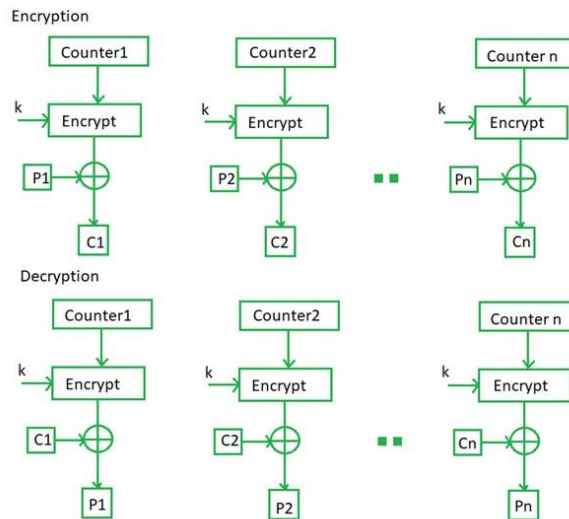 Encryption
Counter1 Counter2 Counter n
k Encrypt k Encrypt k Encrypt
P1 P2 Pn
C1 C2 Cn
Decryption
Counter1 Counter2 Counter n
k Encrypt k Encrypt k Encrypt
C1 C2 Cn
P1 P2 Pn